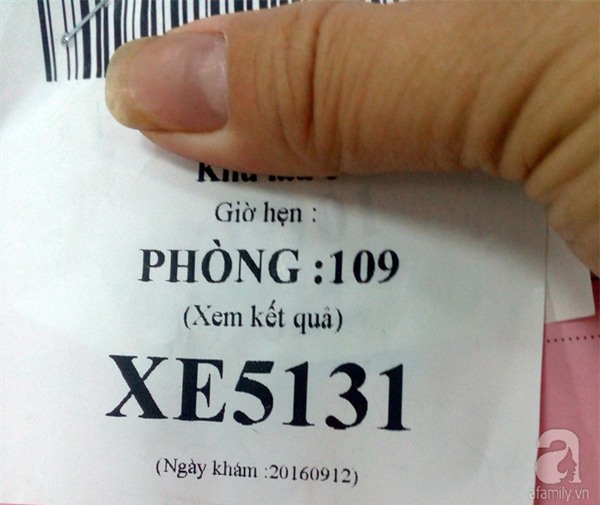 Giờ hẹn :
PHÒNG :109
(Xem kết quả)
XE5131
(Ngày khám :20160912)
a
afamily.vn